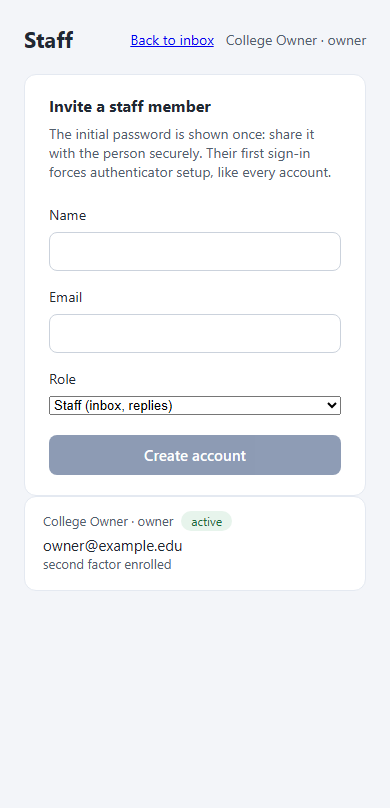 Staff
Back to inbox
College Owner · owner
Invite a staff member
The initial password is shown once: share it
with the person securely. Their first sign-in
forces authenticator setup, like every account.
Name
Email
Role
Staff (inbox, replies)
Create account
College Owner · owner
active
owner@example.edu
second factor enrolled